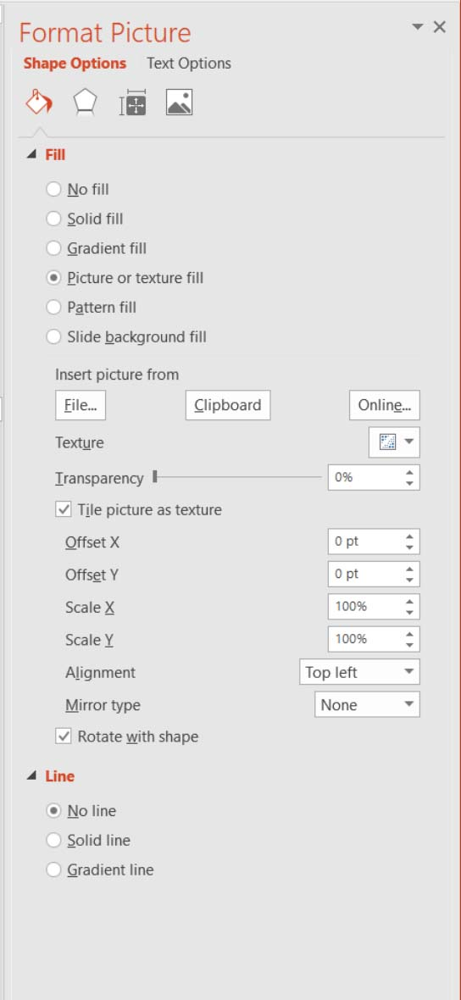 Format Picture
Shape Options Text Options
Fill
No fill
Solid fill
Gradient fill
Picture or texture fill
Pattern fill
Slide background fill
Insert picture from
File... Clipboard Online...
Texture
Transparency 0%
Tile picture as texture
Offset X 0 pt
Offset Y 0 pt
Scale X 100%
Scale Y 100%
Alignment Top left
Mirror type None
Rotate with shape
Line
No line
Solid line
Gradient line